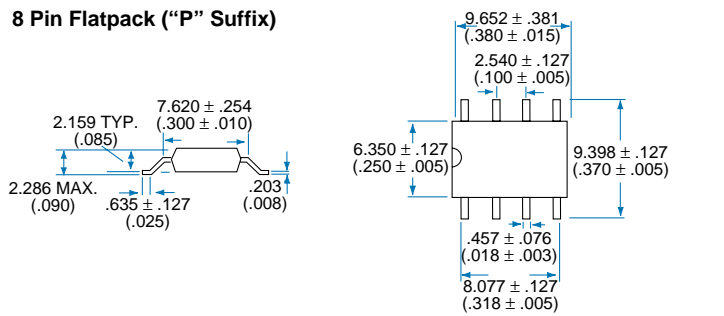 8 Pin Flatpack (“P” Suffix)
9.652 ± .381
(.380 ± .015)
2.540 ± .127
(.100 ± .005)
7.620 ± .254
(.300 ± .010)
2.159 TYP.
(.085)
2.286 MAX.
(.090)
.635 ± .127
(.025)
.203
(.008)
6.350 ± .127
(.250 ± .005)
9.398 ± .127
(.370 ± .005)
.457 ± .076
(.018 ± .003)
8.077 ± .127
(.318 ± .005)